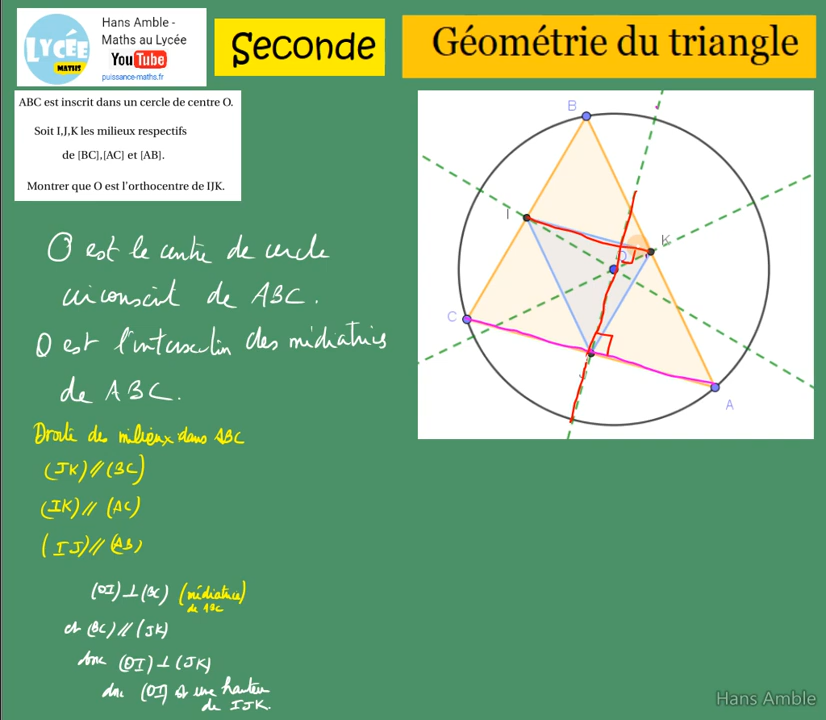 LYCÉE
MATHS
Hans Amble -
Maths au Lycée
YouTube
puissance-maths.fr
Seconde
Géométrie du triangle
ABC est inscrit dans un cercle de centre O.
Soit I,J,K les milieux respectifs
de [BC],[AC] et [AB].
Montrer que O est l'orthocentre de IJK.
O est le centre de cercle
circonscrit de ABC.
O est l'intersection des médiatrices
de ABC.
Droite des milieux dans ABC
(JK) // (BC)
(IK) // (AC)
(IJ) // (AB)
(OI) ⊥ (BC) (médiatrice)
de ABC
et (BC) // (JK)
donc (OI) ⊥ (JK)
donc (OI) est une hauteur
de IJK.
B
I
K
O
C
J
A
Hans Amble